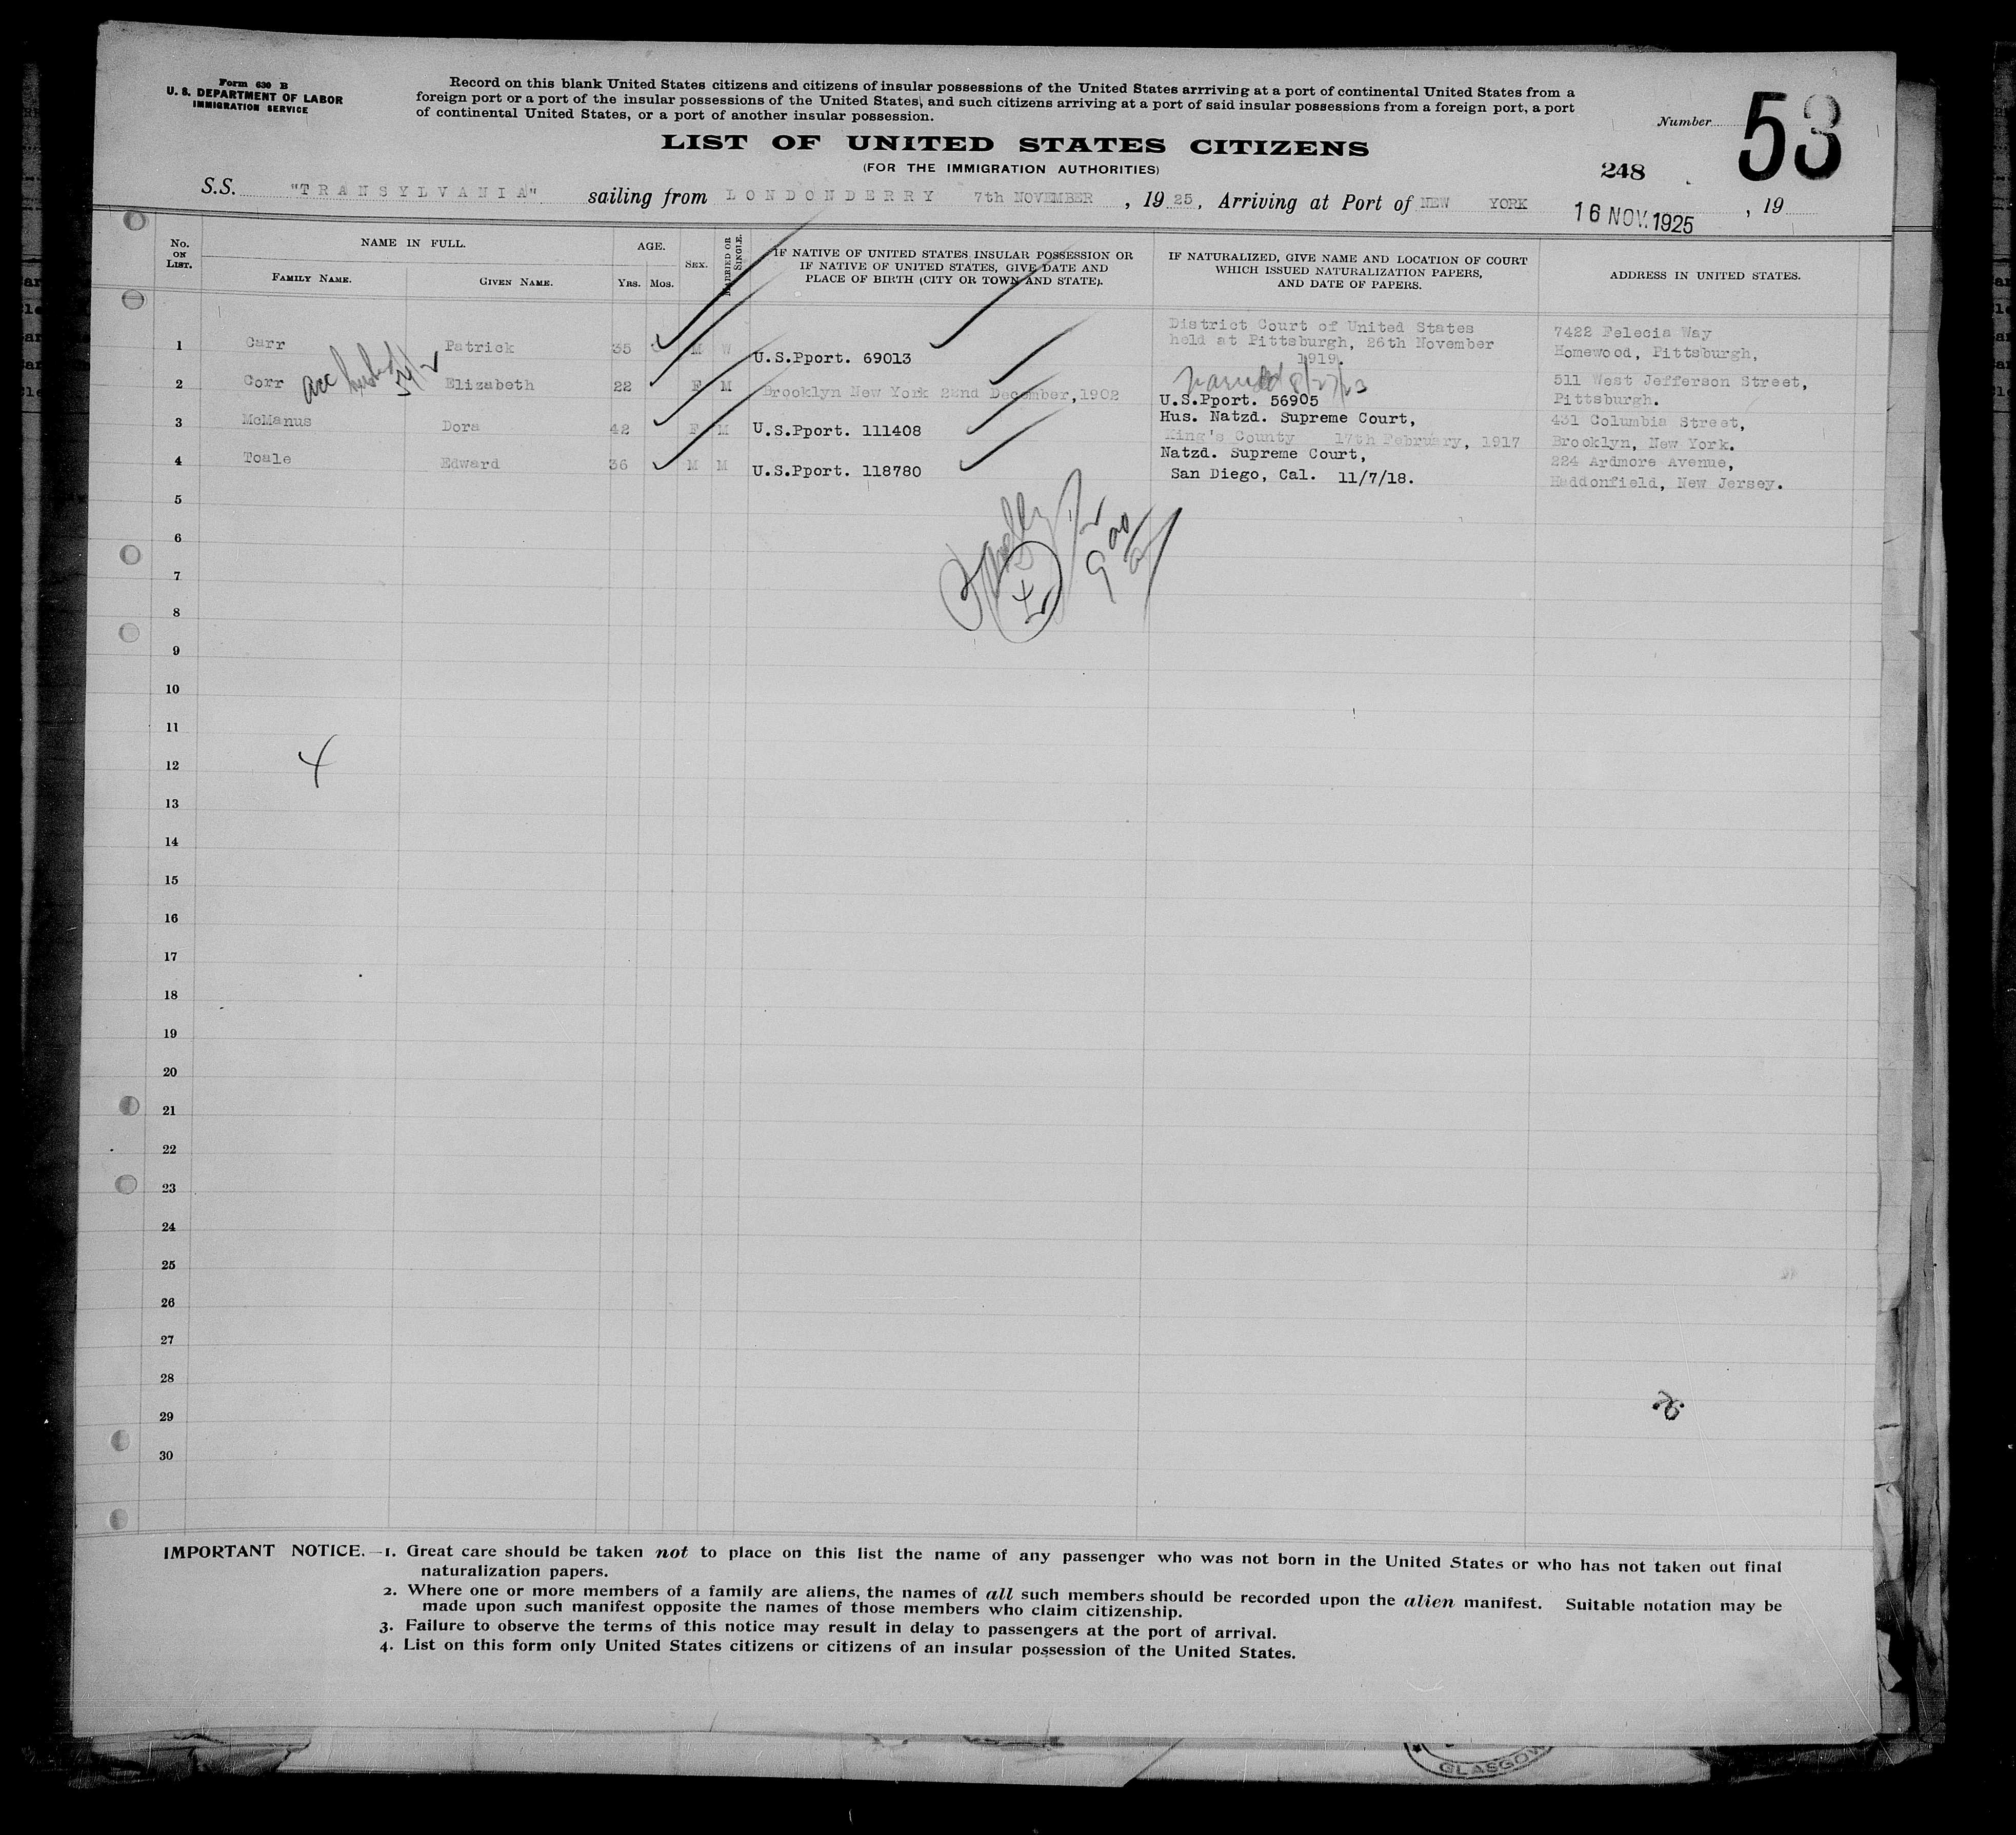 Form 630 B
U. S. DEPARTMENT OF LABOR
IMMIGRATION SERVICE
Record on this blank United States citizens and citizens of insular possessions of the United States arrriving at a port of continental United States from a
foreign port or a port of the insular possessions of the United States, and such citizens arriving at a port of said insular possessions from a foreign port, a port
of continental United States, or a port of another insular possession.
Number 53
LIST OF UNITED STATES CITIZENS
(FOR THE IMMIGRATION AUTHORITIES)
248
S.S. "TRANSYLVANIA" sailing from LONDONDERRY 7th NOVEMBER, 1925, Arriving at Port of NEW YORK 16 NOV. 1925, 19
No. ON LIST.
NAME IN FULL.
FAMILY NAME.
GIVEN NAME.
AGE.
Yrs. Mos.
SEX.
MARRIED OR SINGLE.
IF NATIVE OF UNITED STATES INSULAR POSSESSION OR
IF NATIVE OF UNITED STATES, GIVE DATE AND
PLACE OF BIRTH (CITY OR TOWN AND STATE).
IF NATURALIZED, GIVE NAME AND LOCATION OF COURT
WHICH ISSUED NATURALIZATION PAPERS,
AND DATE OF PAPERS.
ADDRESS IN UNITED STATES.
1 Carr Patrick 35 M W U.S.Pport. 69013
District Court of United States
held at Pittsburgh, 26th November
1919.
7422 Felecia Way
Homewood, Pittsburgh,
2 Corr acc husband Elizabeth 22 F M Brooklyn New York 22nd December, 1902
married 8/27/23
U.S.Pport. 56905
511 West Jefferson Street,
Pittsburgh.
3 McManus Dora 42 F M U.S.Pport. 111408
Hus. Natzd. Supreme Court,
King's County 17th February, 1917
431 Columbia Street,
Brooklyn, New York.
4 Toale Edward 36 M M U.S.Pport. 118780
Natzd. Supreme Court,
San Diego, Cal. 11/7/18.
224 Ardmore Avenue,
Haddonfield, New Jersey.
5
6
7
8
9
10
11
12
4
13
14
15
16
17
18
19
20
21
22
23
24
25
26
27
28
29
30
IMPORTANT NOTICE.—1. Great care should be taken not to place on this list the name of any passenger who was not born in the United States or who has not taken out final
naturalization papers.
2. Where one or more members of a family are aliens, the names of all such members should be recorded upon the alien manifest. Suitable notation may be
made upon such manifest opposite the names of those members who claim citizenship.
3. Failure to observe the terms of this notice may result in delay to passengers at the port of arrival.
4. List on this form only United States citizens or citizens of an insular possession of the United States.
GLASGOW